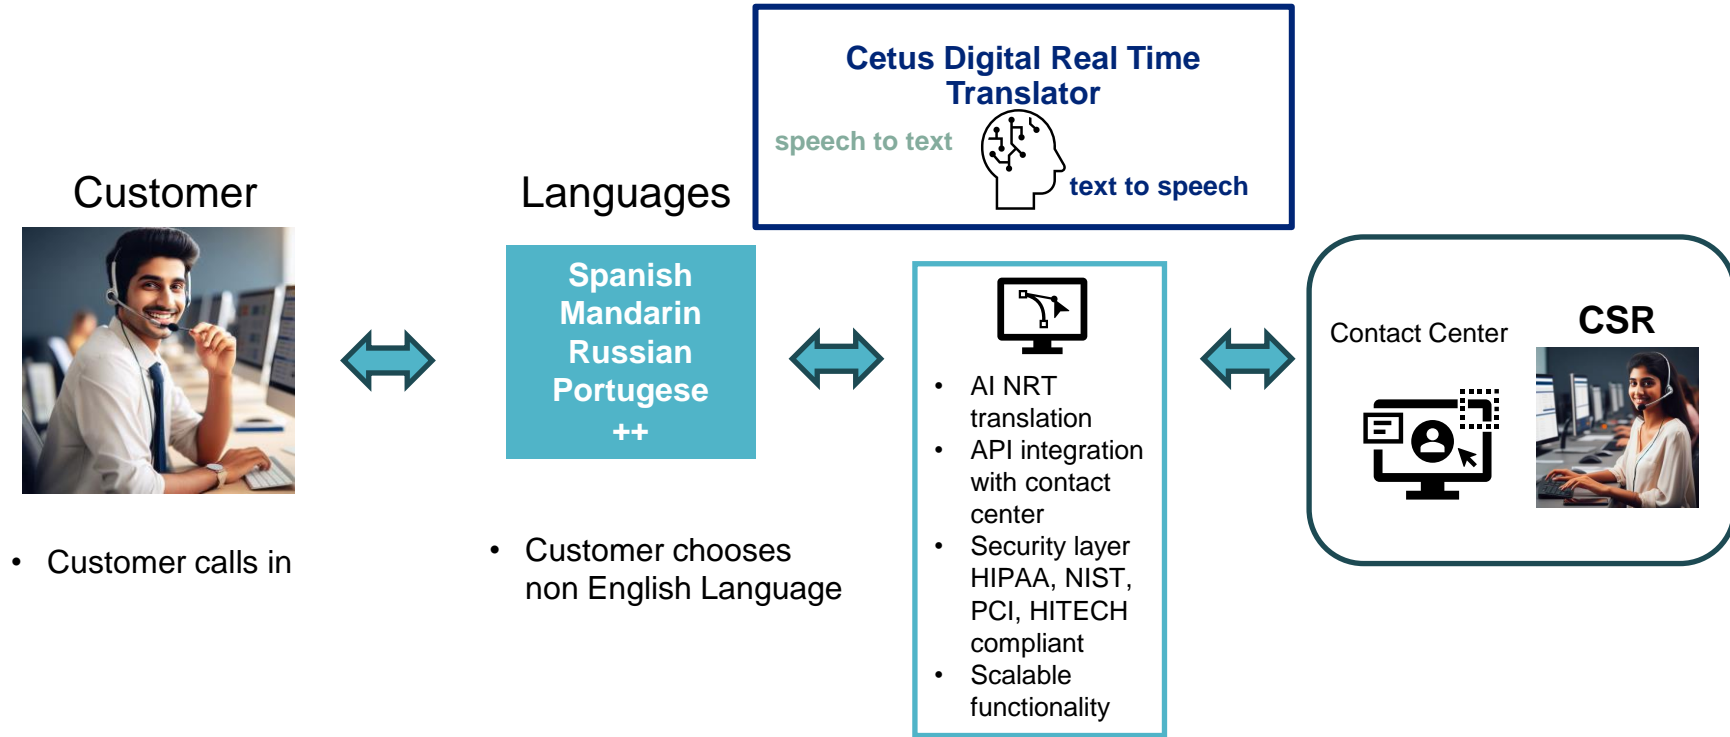 Cetus Digital Real Time
Translator
speech to text
text to speech
Customer
• Customer calls in
Languages
Spanish
Mandarin
Russian
Portugese
++
• Customer chooses
non English Language
• AI NRT
translation
• API integration
with contact
center
• Security layer
HIPAA, NIST,
PCI, HITECH
compliant
• Scalable
functionality
Contact Center
CSR